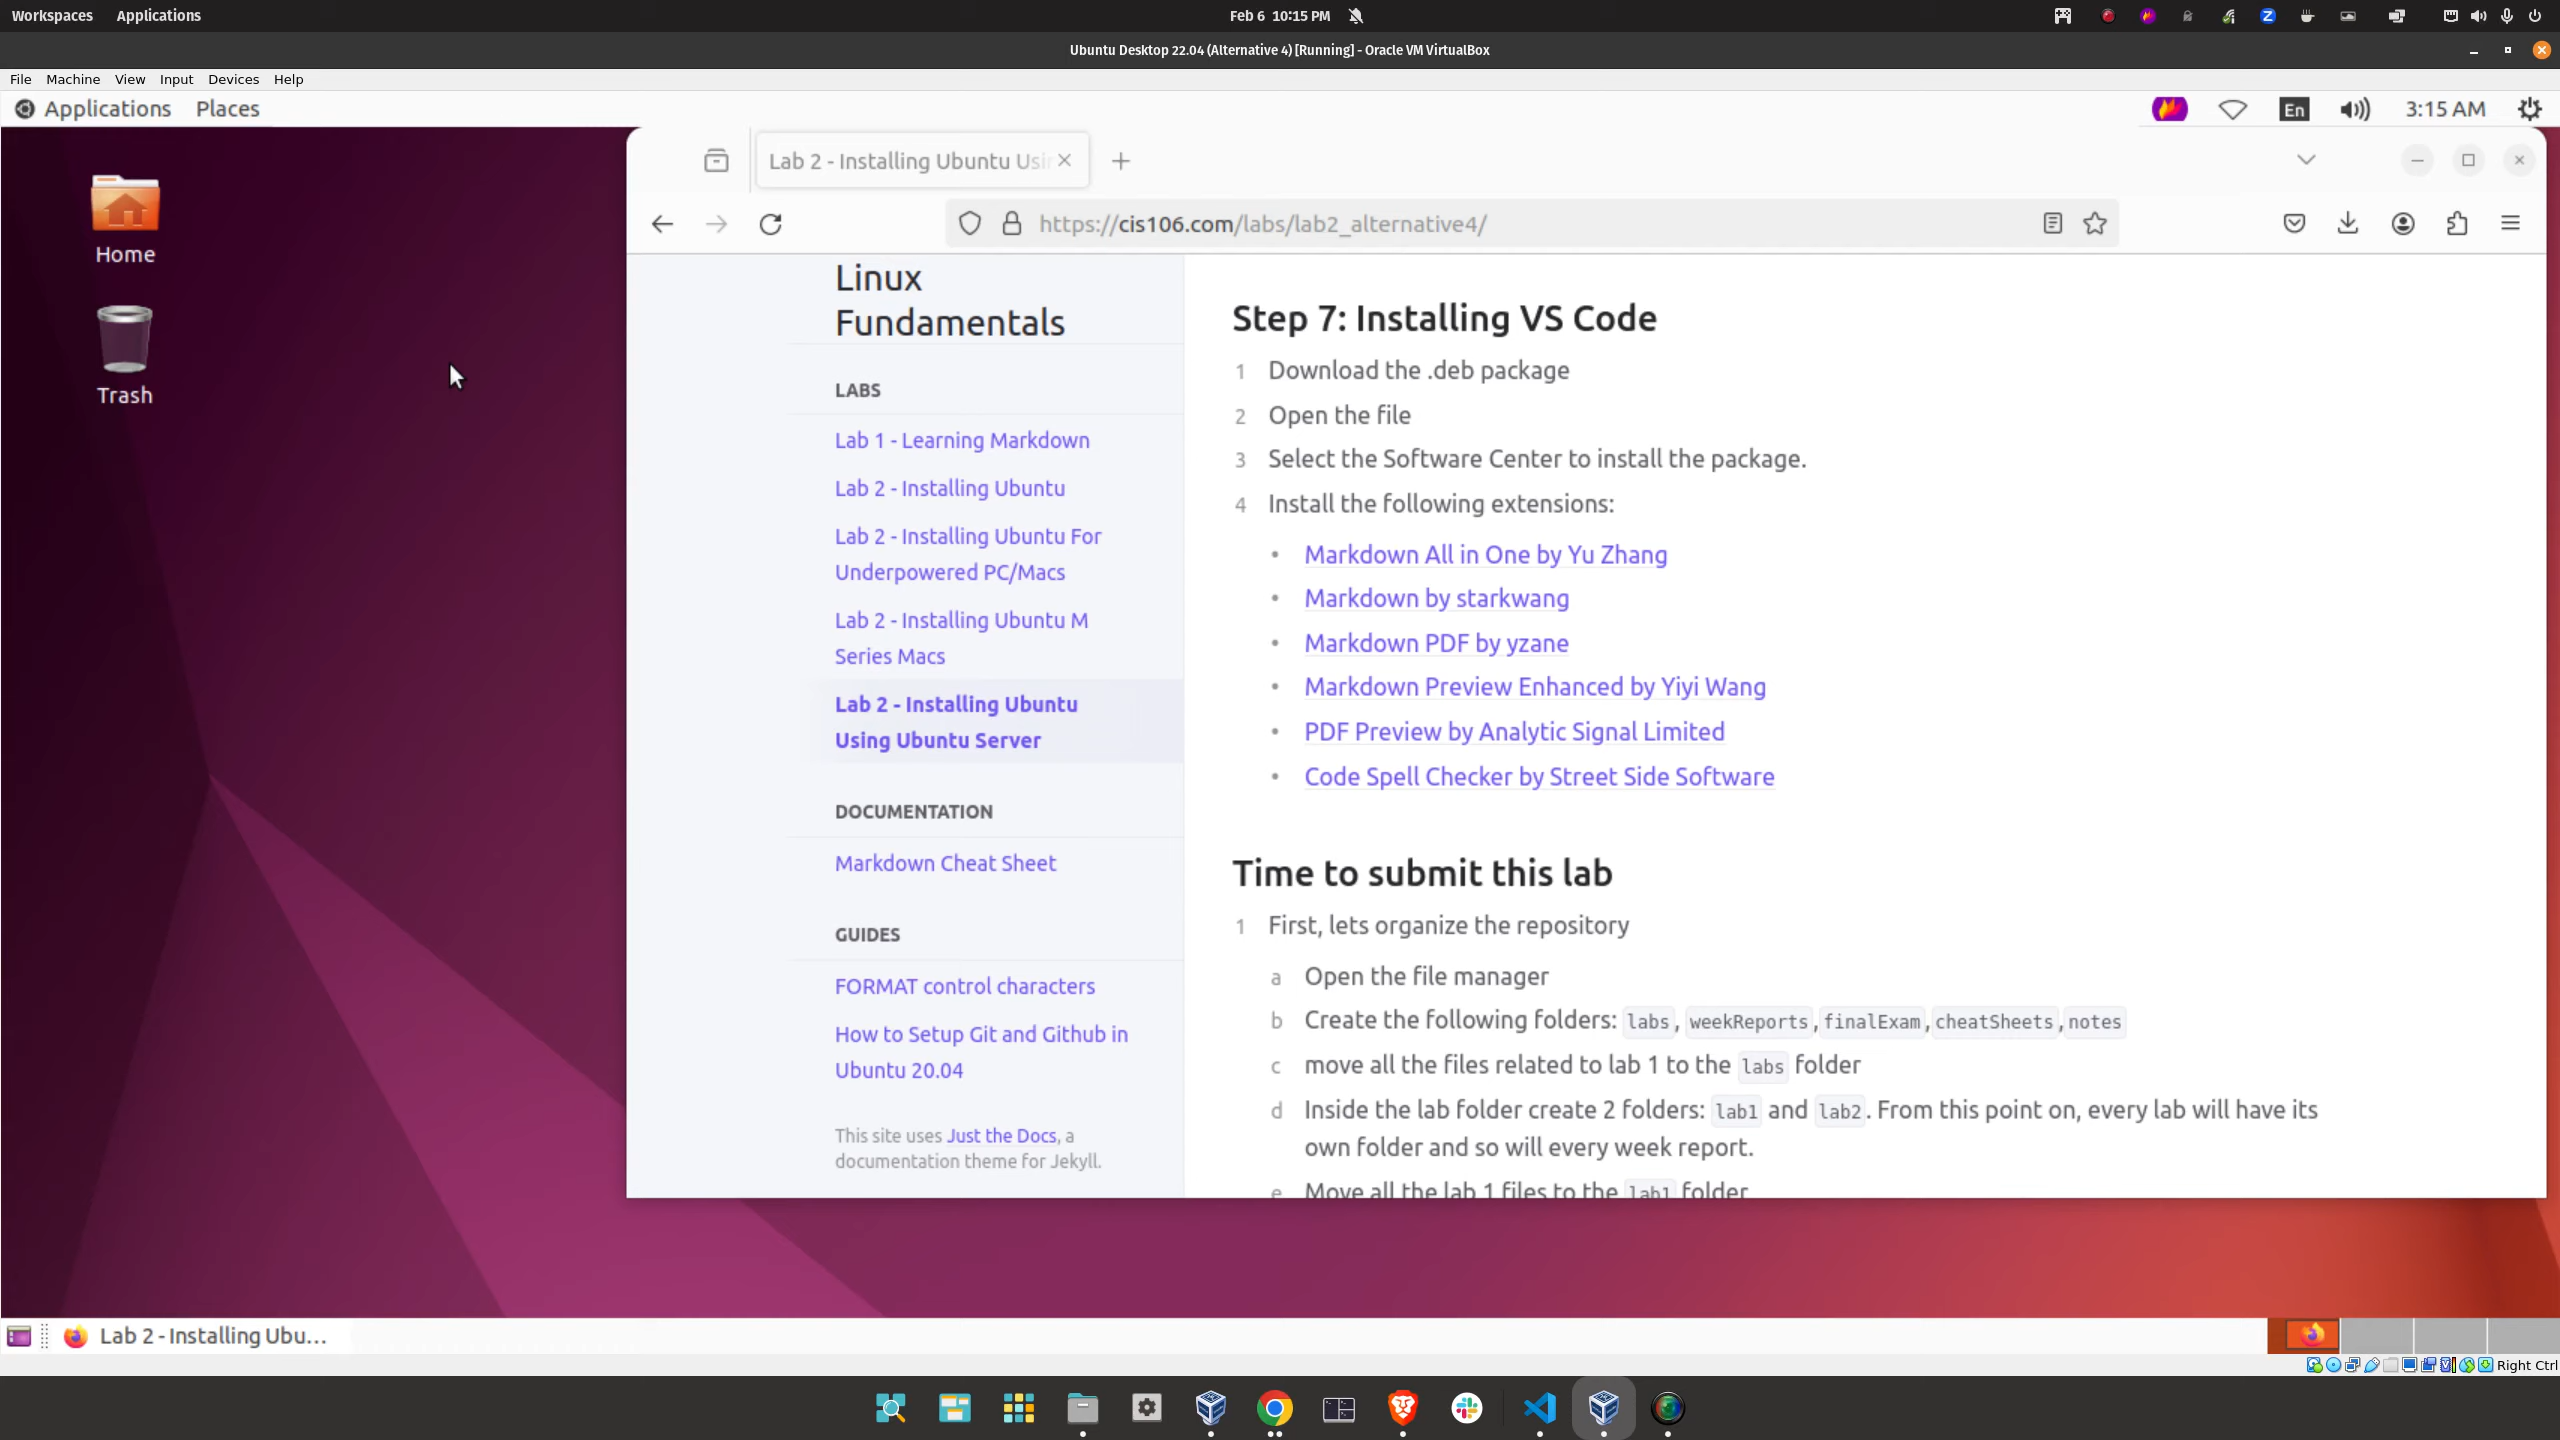 Workspaces Applications Feb 6 10:15 PM
Ubuntu Desktop 22.04 (Alternative 4) [Running] - Oracle VM VirtualBox
File Machine View Input Devices Help
Applications Places En 3:15 AM
Home
Trash
Lab 2 - Installing Ubuntu Usi
https://cis106.com/labs/lab2_alternative4/
Linux
Fundamentals
LABS
Lab 1 - Learning Markdown
Lab 2 - Installing Ubuntu
Lab 2 - Installing Ubuntu For
Underpowered PC/Macs
Lab 2 - Installing Ubuntu M
Series Macs
Lab 2 - Installing Ubuntu
Using Ubuntu Server
DOCUMENTATION
Markdown Cheat Sheet
GUIDES
FORMAT control characters
How to Setup Git and Github in
Ubuntu 20.04
This site uses Just the Docs, a
documentation theme for Jekyll.
Step 7: Installing VS Code
1 Download the .deb package
2 Open the file
3 Select the Software Center to install the package.
4 Install the following extensions:
• Markdown All in One by Yu Zhang
• Markdown by starkwang
• Markdown PDF by yzane
• Markdown Preview Enhanced by Yiyi Wang
• PDF Preview by Analytic Signal Limited
• Code Spell Checker by Street Side Software
Time to submit this lab
1 First, lets organize the repository
a Open the file manager
b Create the following folders: labs, weekReports,finalExam,cheatSheets,notes
c move all the files related to lab 1 to the labs folder
d Inside the lab folder create 2 folders: lab1 and lab2. From this point on, every lab will have its
own folder and so will every week report.
e Move all the lab 1 files to the lab1 folder
Lab 2 - Installing Ubu...
Right Ctrl